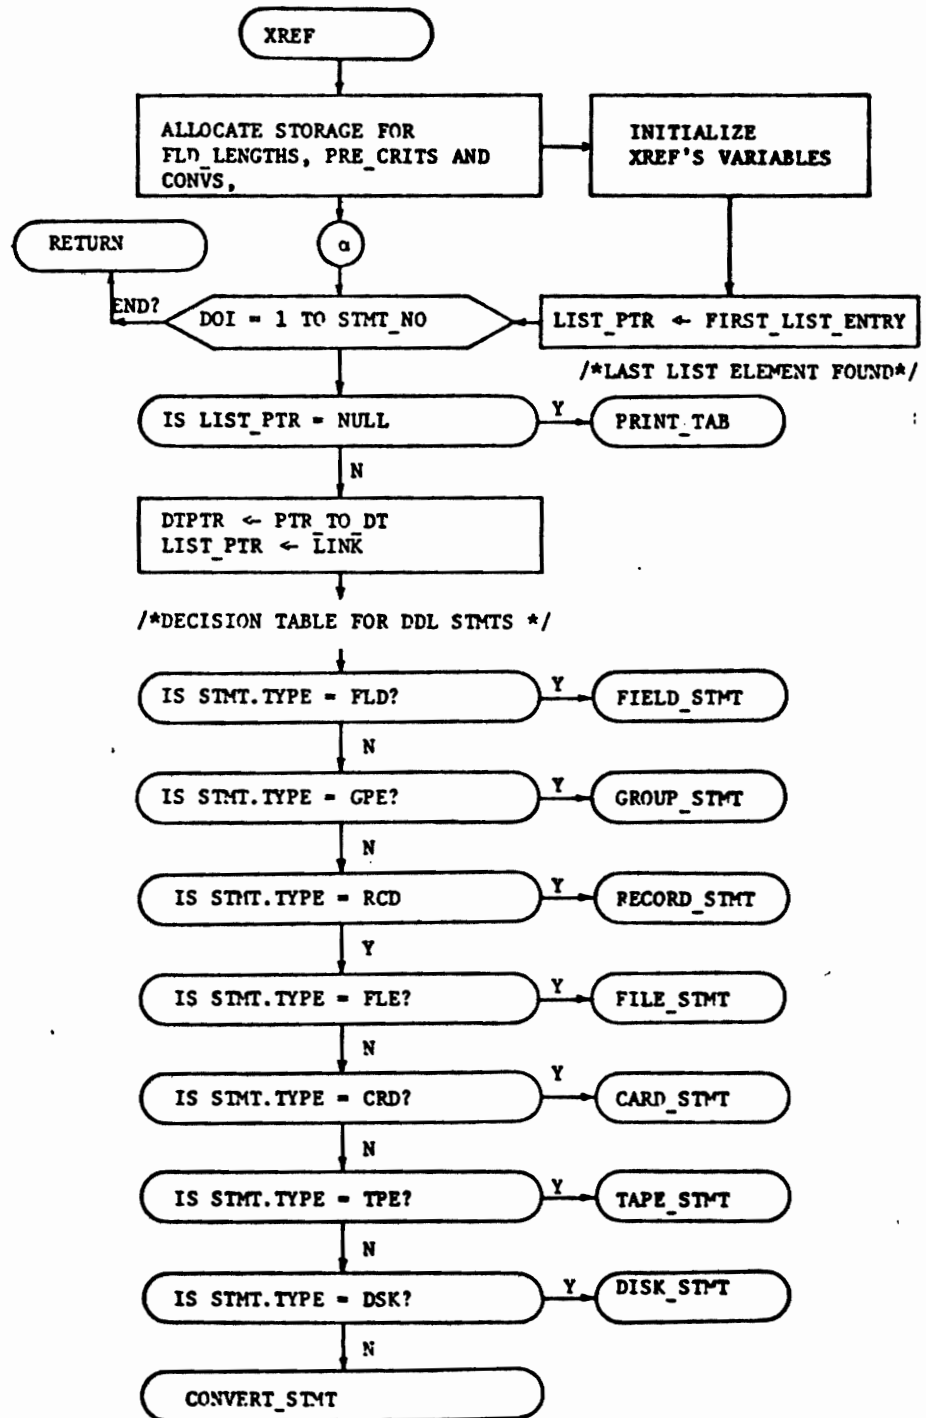 XREF
ALLOCATE STORAGE FOR
FLD_LENGTHS, PRE_CRITS AND
CONVS,
INITIALIZE
XREF'S VARIABLES
RETURN
α
END?
DOI = 1 TO STMT_NO
LIST_PTR ← FIRST_LIST_ENTRY
/*LAST LIST ELEMENT FOUND*/
IS LIST_PTR = NULL
Y
PRINT_TAB
N
DTPTR ← PTR_TO_DT
LIST_PTR ← LINK
/*DECISION TABLE FOR DDL STMTS */
IS STMT.TYPE = FLD?
Y
FIELD_STMT
N
IS STMT.TYPE = GPE?
Y
GROUP_STMT
N
IS STMT.TYPE = RCD
Y
RECORD_STMT
Y
IS STMT.TYPE = FLE?
Y
FILE_STMT
N
IS STMT.TYPE = CRD?
Y
CARD_STMT
N
IS STMT.TYPE = TPE?
Y
TAPE_STMT
N
IS STMT.TYPE = DSK?
Y
DISK_STMT
N
CONVERT_STMT